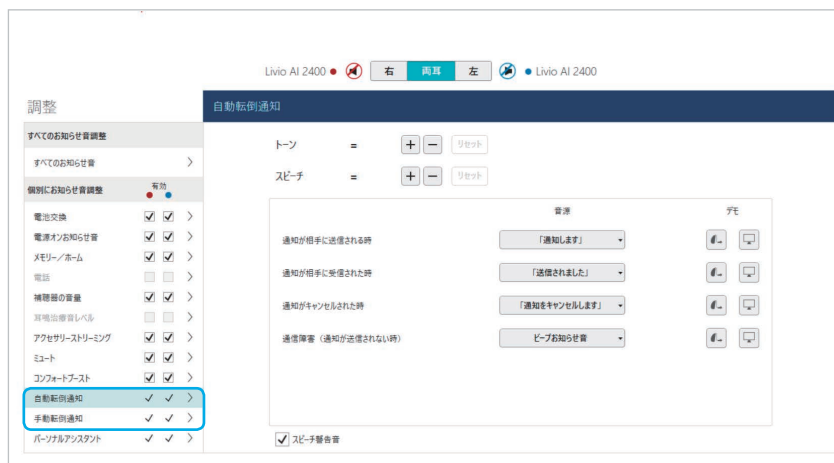 Livio AI 2400 右 両耳 左 Livio AI 2400
調整
自動転倒通知
すべてのお知らせ音調整
すべてのお知らせ音
個別にお知らせ音調整 有効
電池交換
電源オンお知らせ音
メモリー／ホーム
電話
補聴器の音量
耳鳴治療音レベル
アクセサリーストリーミング
ミュート
コンフォートブースト
自動転倒通知
手動転倒通知
パーソナルアシスタント
トーン = + − リセット
スピーチ = + − リセット
音源 デモ
通知が相手に送信される時 「通知します」
通知が相手に受信された時 「送信されました」
通知がキャンセルされた時 「通知をキャンセルします」
通信障害（通知が送信されない時） ビープお知らせ音
スピーチ警告音